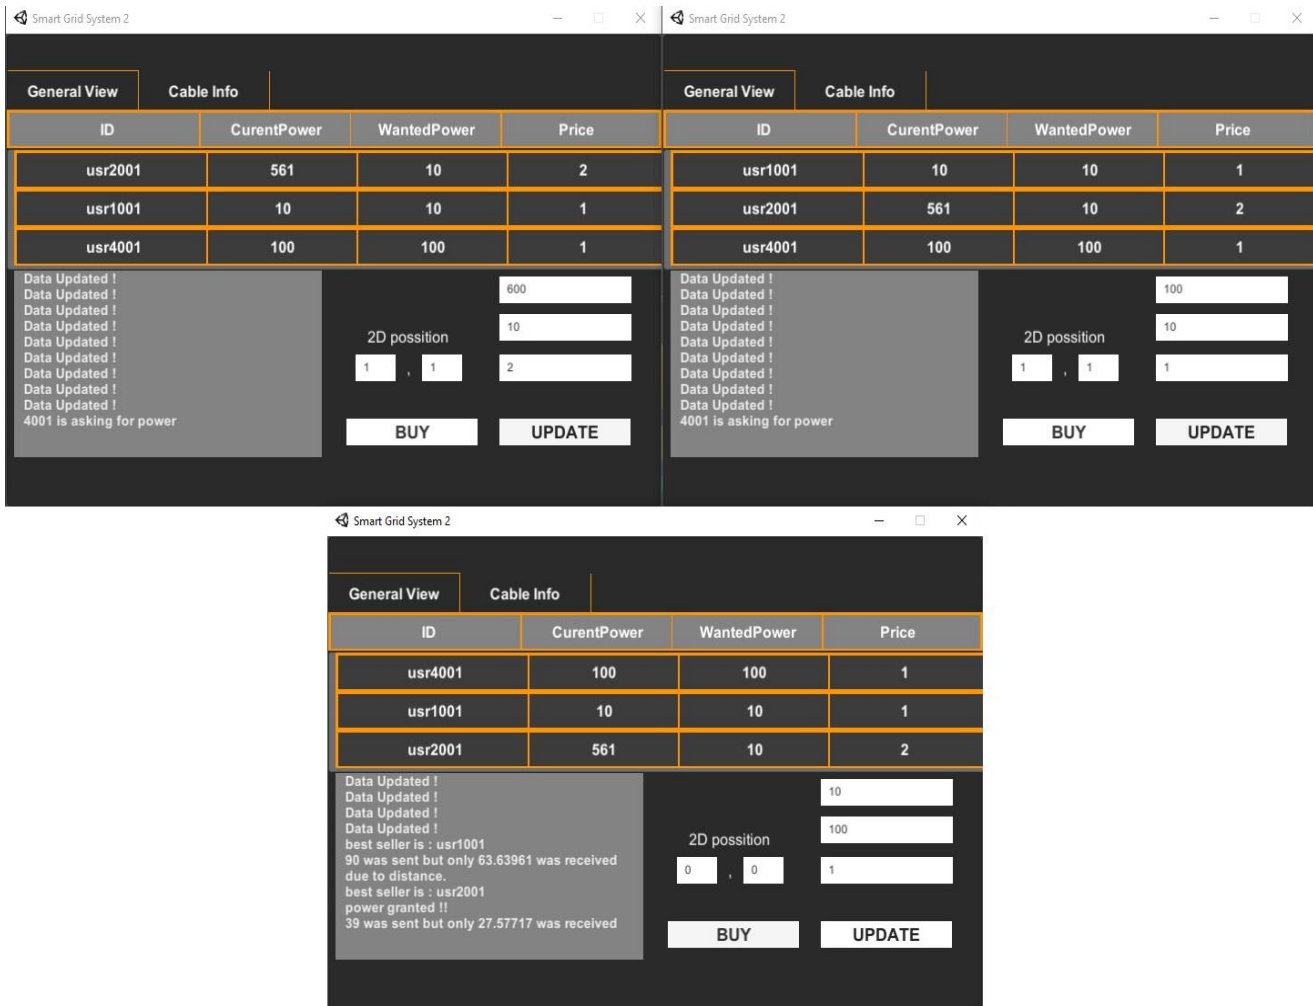 Smart Grid System 2
General View Cable Info
ID CurentPower WantedPower Price
usr2001 561 10 2
usr1001 10 10 1
usr4001 100 100 1
Data Updated !
Data Updated !
Data Updated !
Data Updated !
Data Updated !
Data Updated !
Data Updated !
Data Updated !
Data Updated !
4001 is asking for power
2D possition
1 , 1
600
10
2
BUY UPDATE
Smart Grid System 2
General View Cable Info
ID CurentPower WantedPower Price
usr1001 10 10 1
usr2001 561 10 2
usr4001 100 100 1
Data Updated !
Data Updated !
Data Updated !
Data Updated !
Data Updated !
Data Updated !
Data Updated !
Data Updated !
Data Updated !
4001 is asking for power
2D possition
1 , 1
100
10
1
BUY UPDATE
Smart Grid System 2
General View Cable Info
ID CurentPower WantedPower Price
usr4001 100 100 1
usr1001 10 10 1
usr2001 561 10 2
Data Updated !
Data Updated !
Data Updated !
Data Updated !
best seller is : usr1001
90 was sent but only 63.63961 was received
due to distance.
best seller is : usr2001
power granted !!
39 was sent but only 27.57717 was received
2D possition
0 , 0
10
100
1
BUY UPDATE